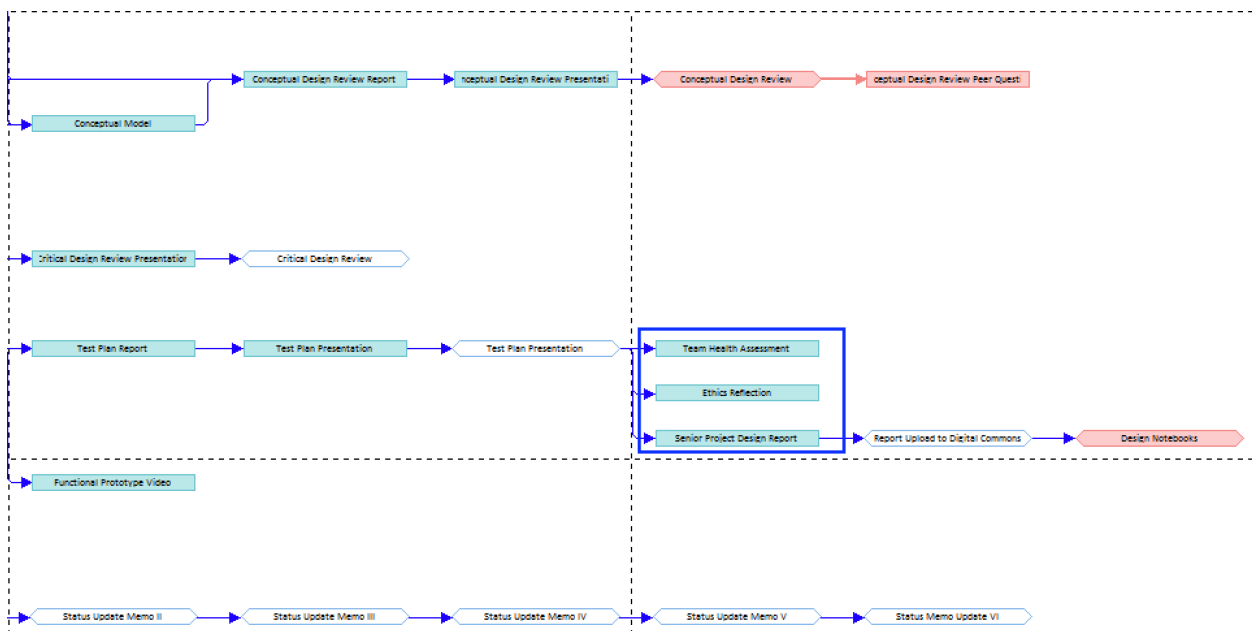 Conceptual Design Review Report
nceptual Design Review Presentati
Conceptual Design Review
ceptual Design Review Peer Questi
Conceptual Model
Critical Design Review Presentation
Critical Design Review
Test Plan Report
Test Plan Presentation
Test Plan Presentation
Team Health Assessment
Ethics Reflection
Senior Project Design Report
Report Upload to Digital Commons
Design Notebooks
Functional Prototype Video
Status Update Memo II
Status Update Memo III
Status Update Memo IV
Status Update Memo V
Status Memo Update VI